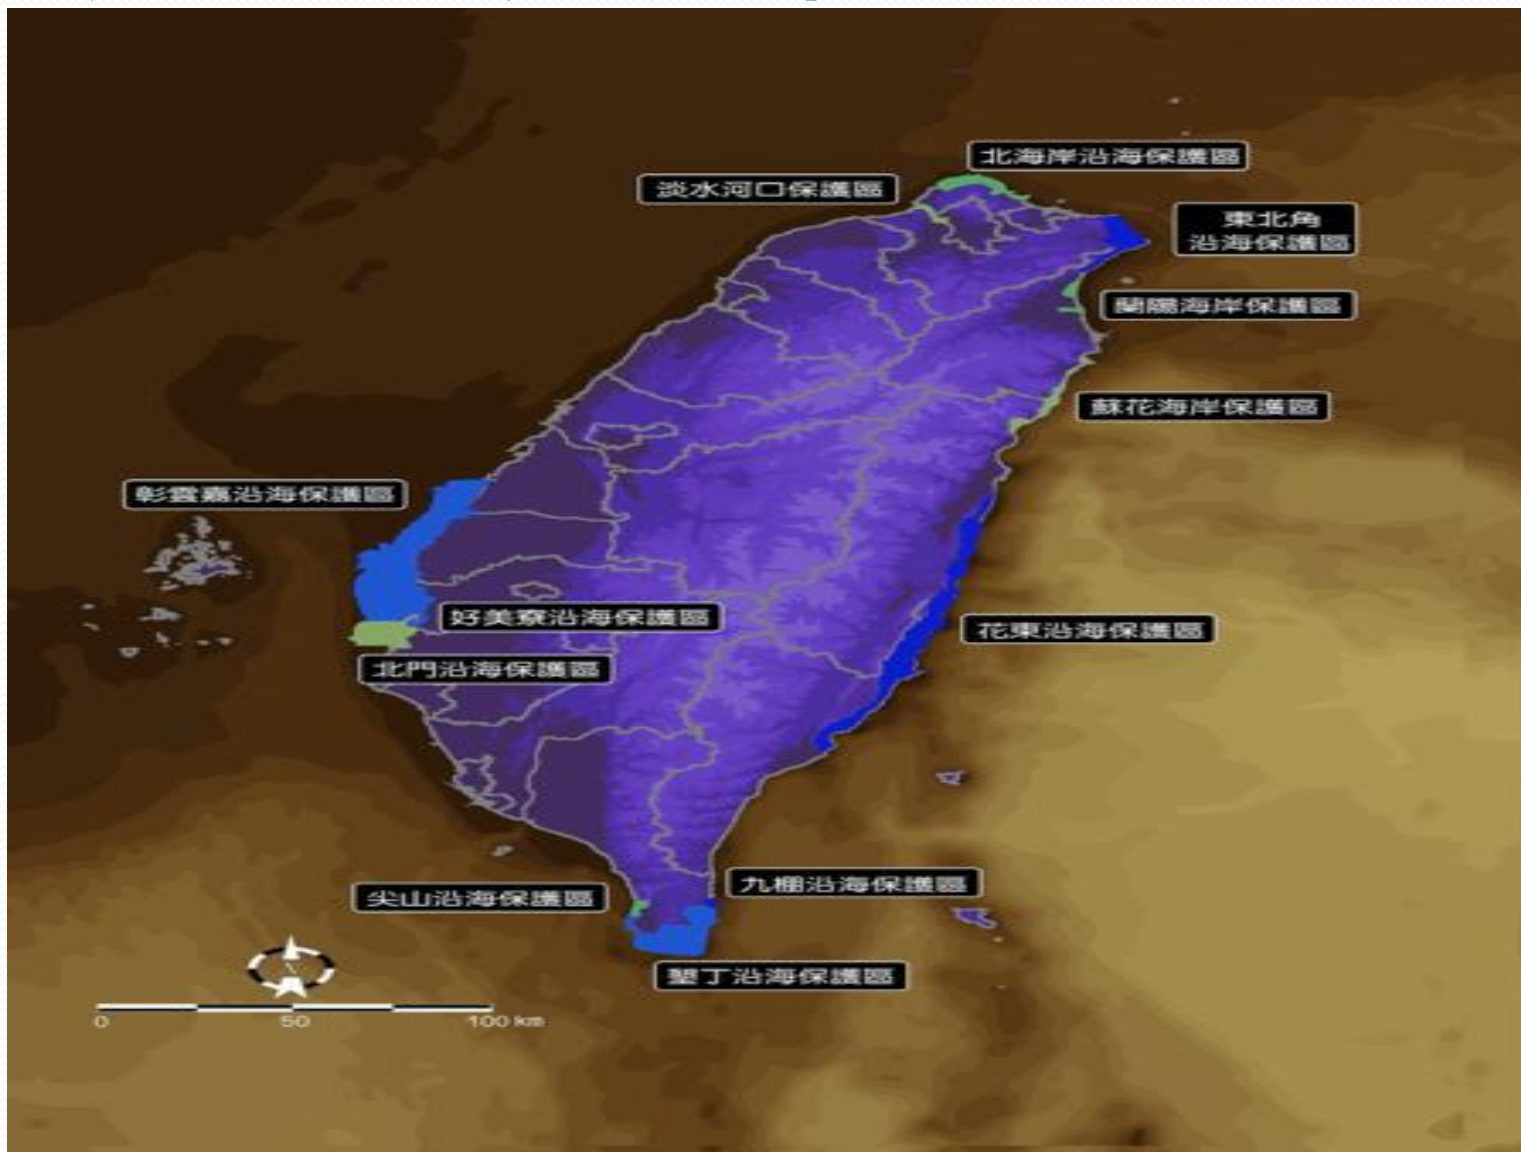 北海岸沿海保護區
淡水河口保護區
東北角
沿海保護區
蘭陽海岸保護區
蘇花海岸保護區
彰雲嘉沿海保護區
好美寮沿海保護區
花東沿海保護區
北門沿海保護區
九棚沿海保護區
尖山沿海保護區
墾丁沿海保護區
0 50 100 km